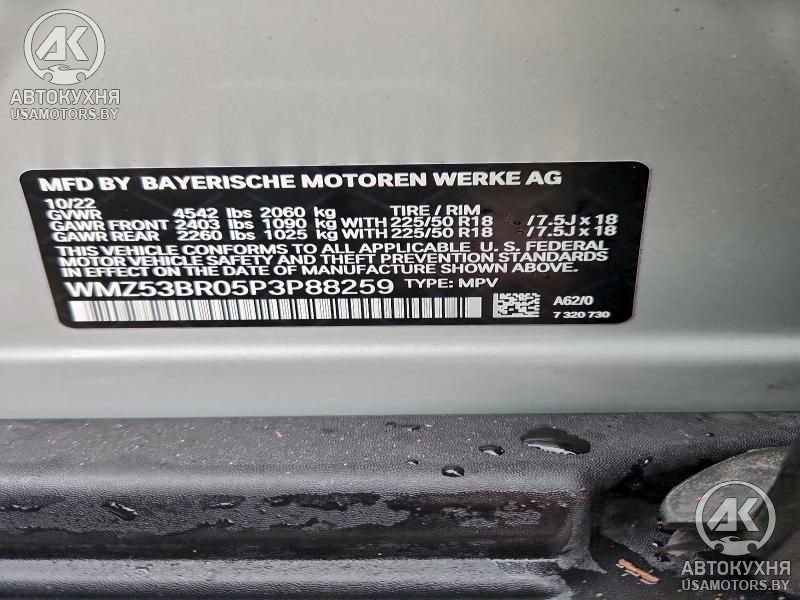 AK
АВТОКУХНЯ
USAMOTORS.BY
MFD BY BAYERISCHE MOTOREN WERKE AG
10/22
GVWR 4542 lbs 2060 kg TIRE / RIM
GAWR FRONT 2403 lbs 1090 kg WITH 225/50 R18 /7.5J x 18
GAWR REAR 2260 lbs 1025 kg WITH 225/50 R18 /7.5J x 18
THIS VEHICLE CONFORMS TO ALL APPLICABLE U. S. FEDERAL
MOTOR VEHICLE SAFETY AND THEFT PREVENTION STANDARDS
IN EFFECT ON THE DATE OF MANUFACTURE SHOWN ABOVE.
WMZ53BR05P3P88259 TYPE: MPV
A62/0
7 320 730
AK
АВТОКУХНЯ
USAMOTORS.BY